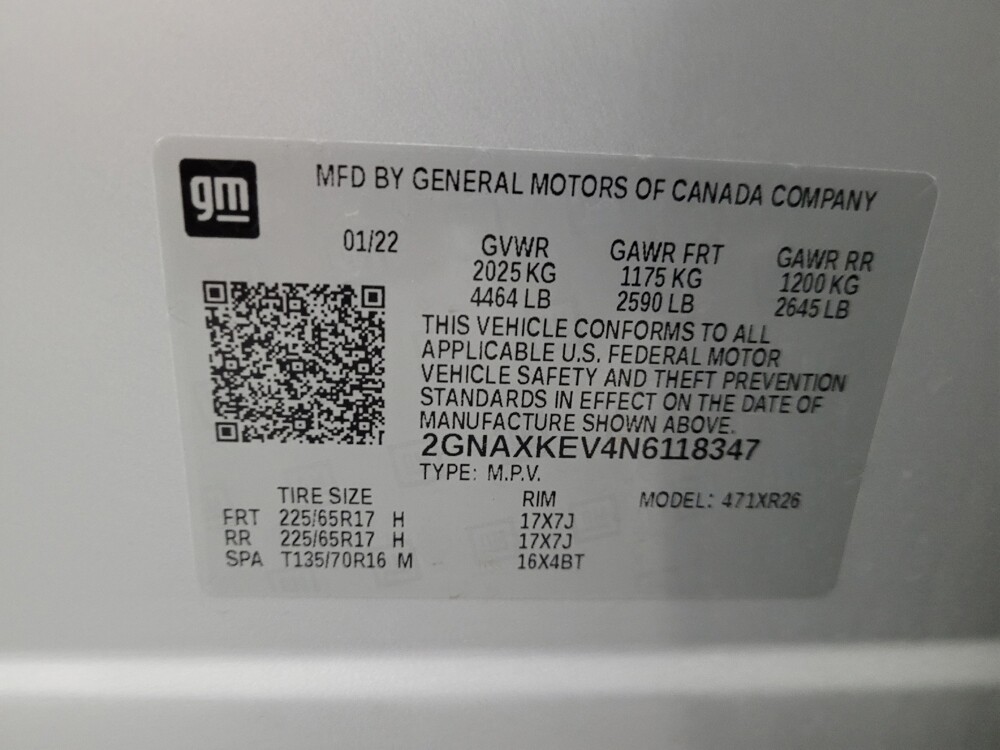 gm
MFD BY GENERAL MOTORS OF CANADA COMPANY
01/22 GVWR GAWR FRT GAWR RR
2025 KG 1175 KG 1200 KG
4464 LB 2590 LB 2645 LB
THIS VEHICLE CONFORMS TO ALL
APPLICABLE U.S. FEDERAL MOTOR
VEHICLE SAFETY AND THEFT PREVENTION
STANDARDS IN EFFECT ON THE DATE OF
MANUFACTURE SHOWN ABOVE.
2GNAXKEV4N6118347
TYPE: M.P.V.
TIRE SIZE RIM MODEL: 471XR26
FRT 225/65R17 H 17X7J
RR 225/65R17 H 17X7J
SPA T135/70R16 M 16X4BT